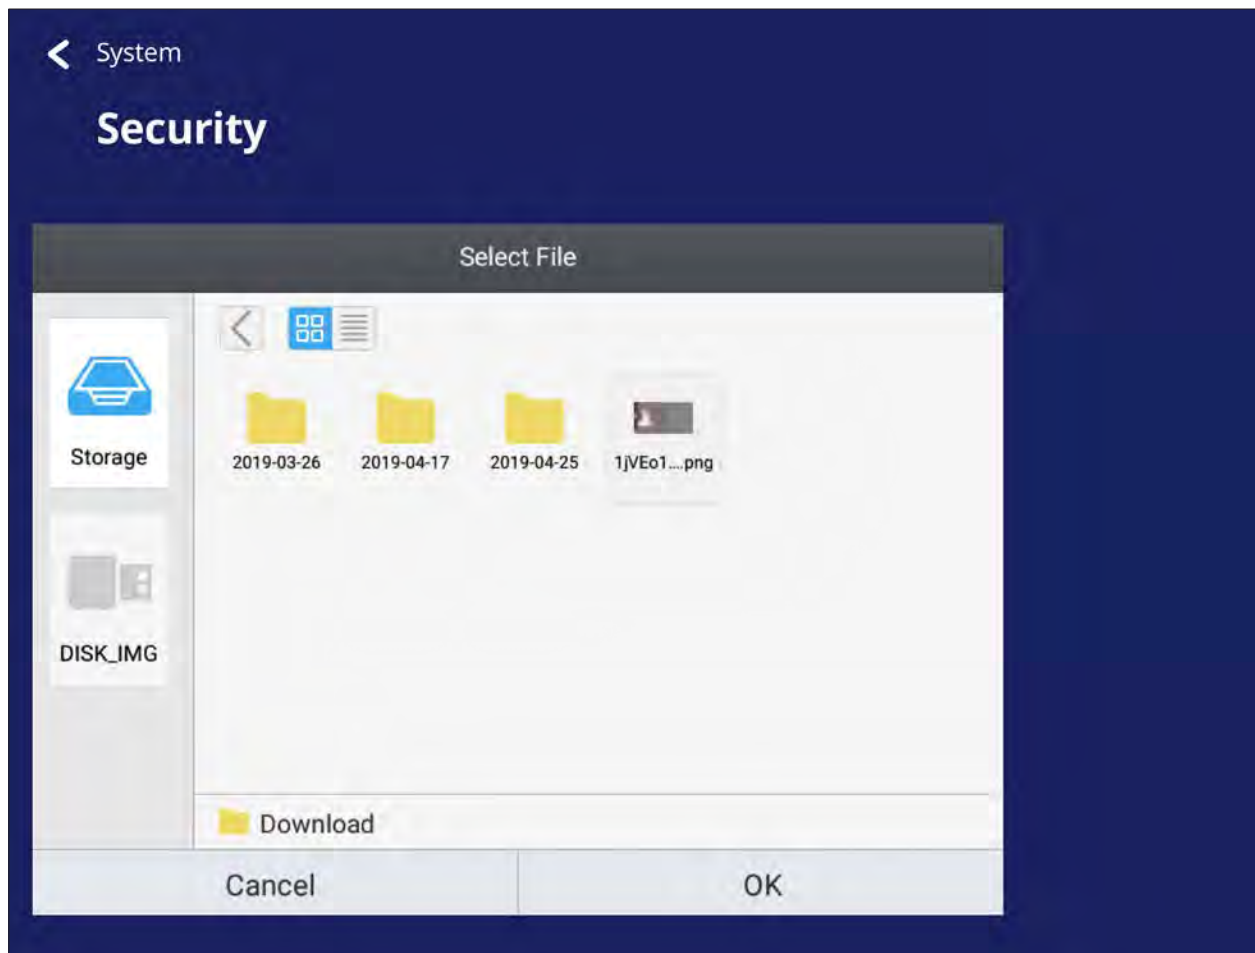 System
Security
Select File
Storage
2019-03-26
2019-04-17
2019-04-25
1jVEo1....png
DISK_IMG
Download
Cancel
OK